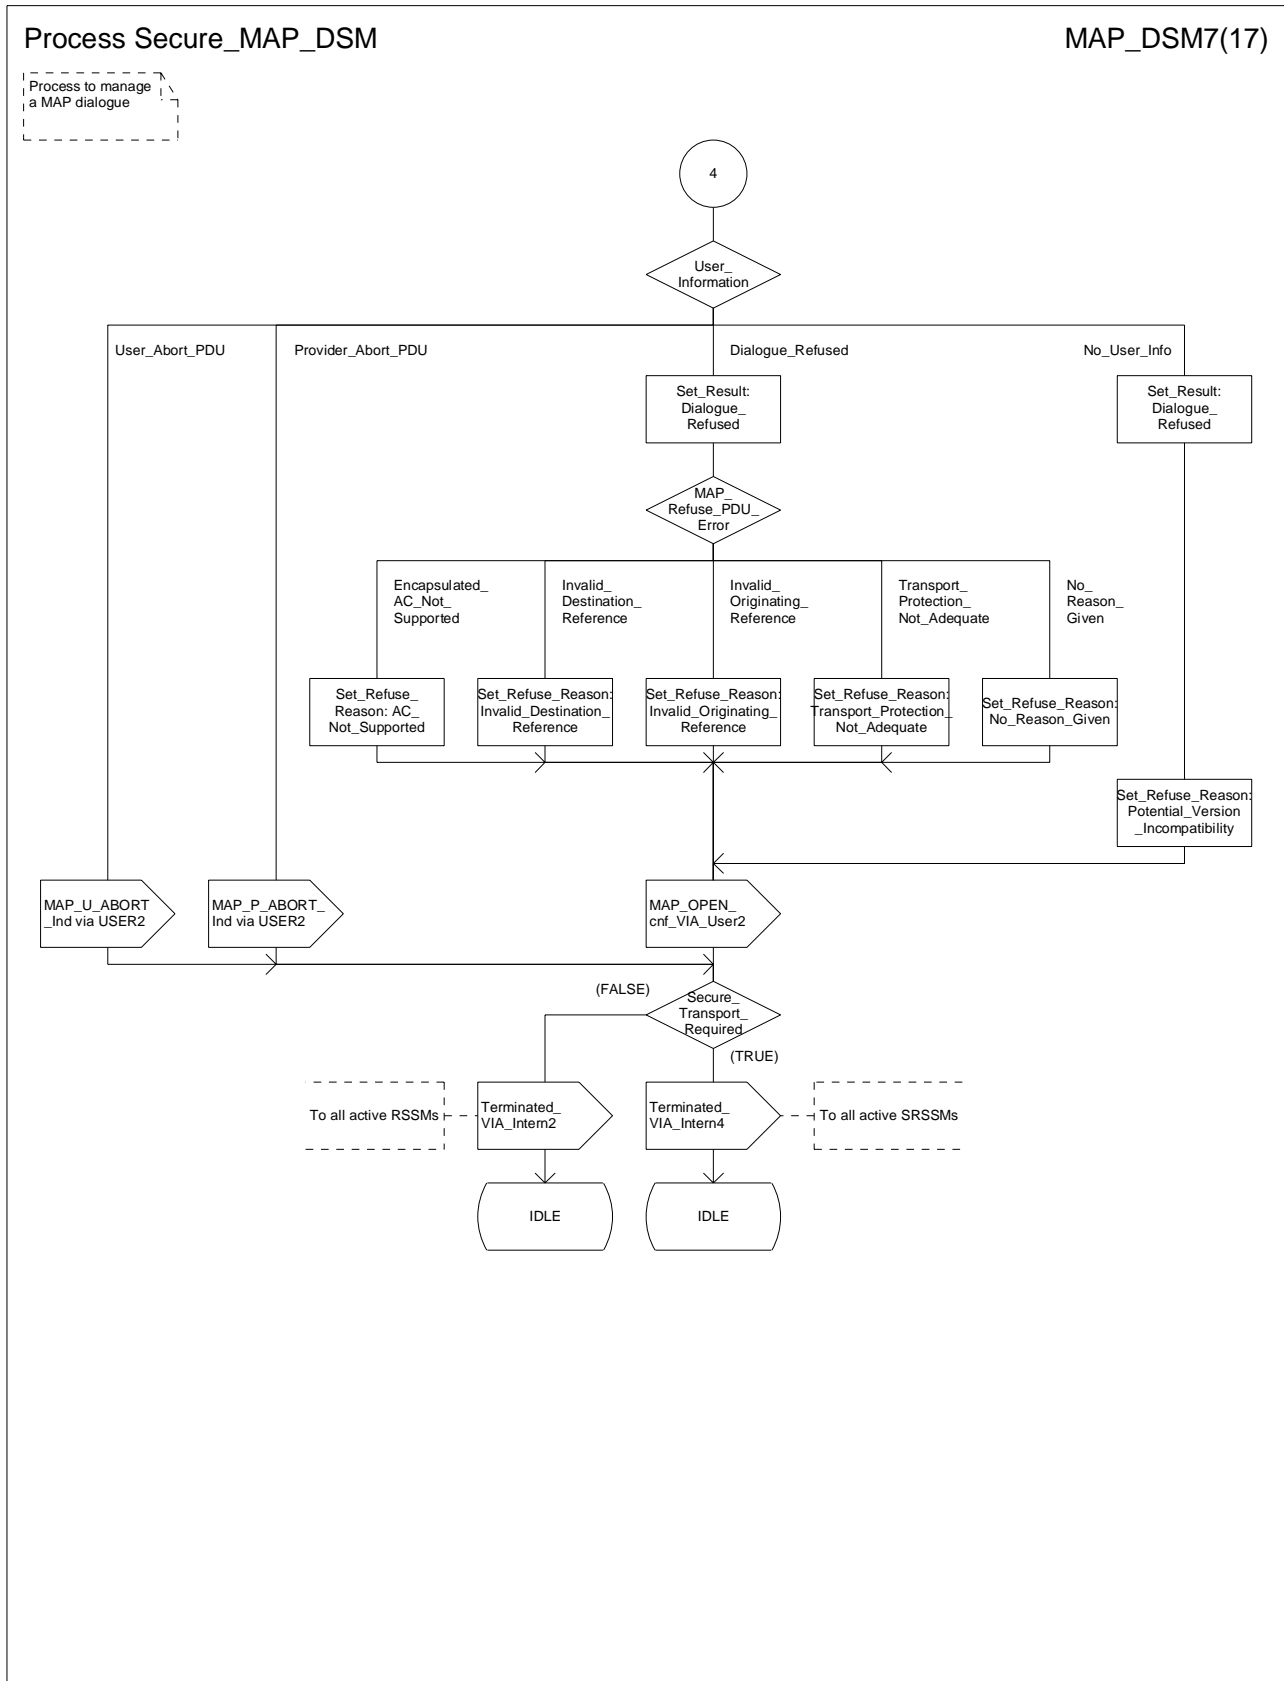 Process Secure_MAP_DSM
MAP_DSM7(17)
Process to manage
a MAP dialogue
4
User_
Information
User_Abort_PDU
Provider_Abort_PDU
Dialogue_Refused
No_User_Info
Set_Result:
Dialogue_
Refused
Set_Result:
Dialogue_
Refused
MAP_
Refuse_PDU_
Error
Encapsulated_
AC_Not_
Supported
Invalid_
Destination_
Reference
Invalid_
Originating_
Reference
Transport_
Protection_
Not_Adequate
No_
Reason_
Given
Set_Refuse_
Reason: AC_
Not_Supported
Set_Refuse_Reason:
Invalid_Destination_
Reference
Set_Refuse_Reason:
Invalid_Originating_
Reference
Set_Refuse_Reason:
Transport_Protection_
Not_Adequate
Set_Refuse_Reason:
No_Reason_Given
Set_Refuse_Reason:
Potential_Version
_Incompatibility
MAP_U_ABORT
_Ind via USER2
MAP_P_ABORT_
Ind via USER2
MAP_OPEN_
cnf_VIA_User2
(FALSE)
Secure_
Transport_
Required
(TRUE)
To all active RSSMs
Terminated_
VIA_Intern2
Terminated_
VIA_Intern4
To all active SRSSMs
IDLE
IDLE